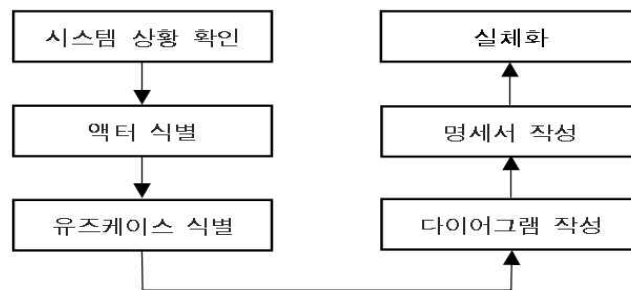 시스템 상황 확인
액터 식별
유즈케이스 식별
다이어그램 작성
명세서 작성
실체화